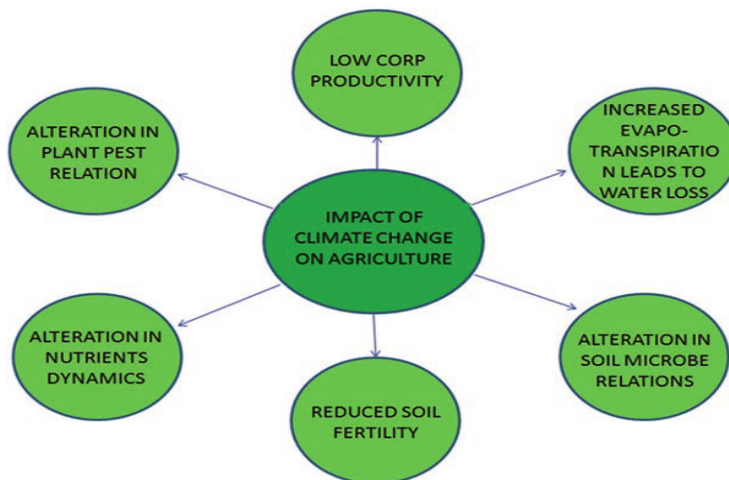 LOW CORP
PRODUCTIVITY
INCREASED
EVAPO-
TRANSPIRATIO
N LEADS TO
WATER LOSS
ALTERATION IN
PLANT PEST
RELATION
IMPACT OF
CLIMATE CHANGE
ON AGRICULTURE
ALTERATION IN
NUTRIENTS
DYNAMICS
ALTERATION IN
SOIL MICROBE
RELATIONS
REDUCED SOIL
FERTILITY